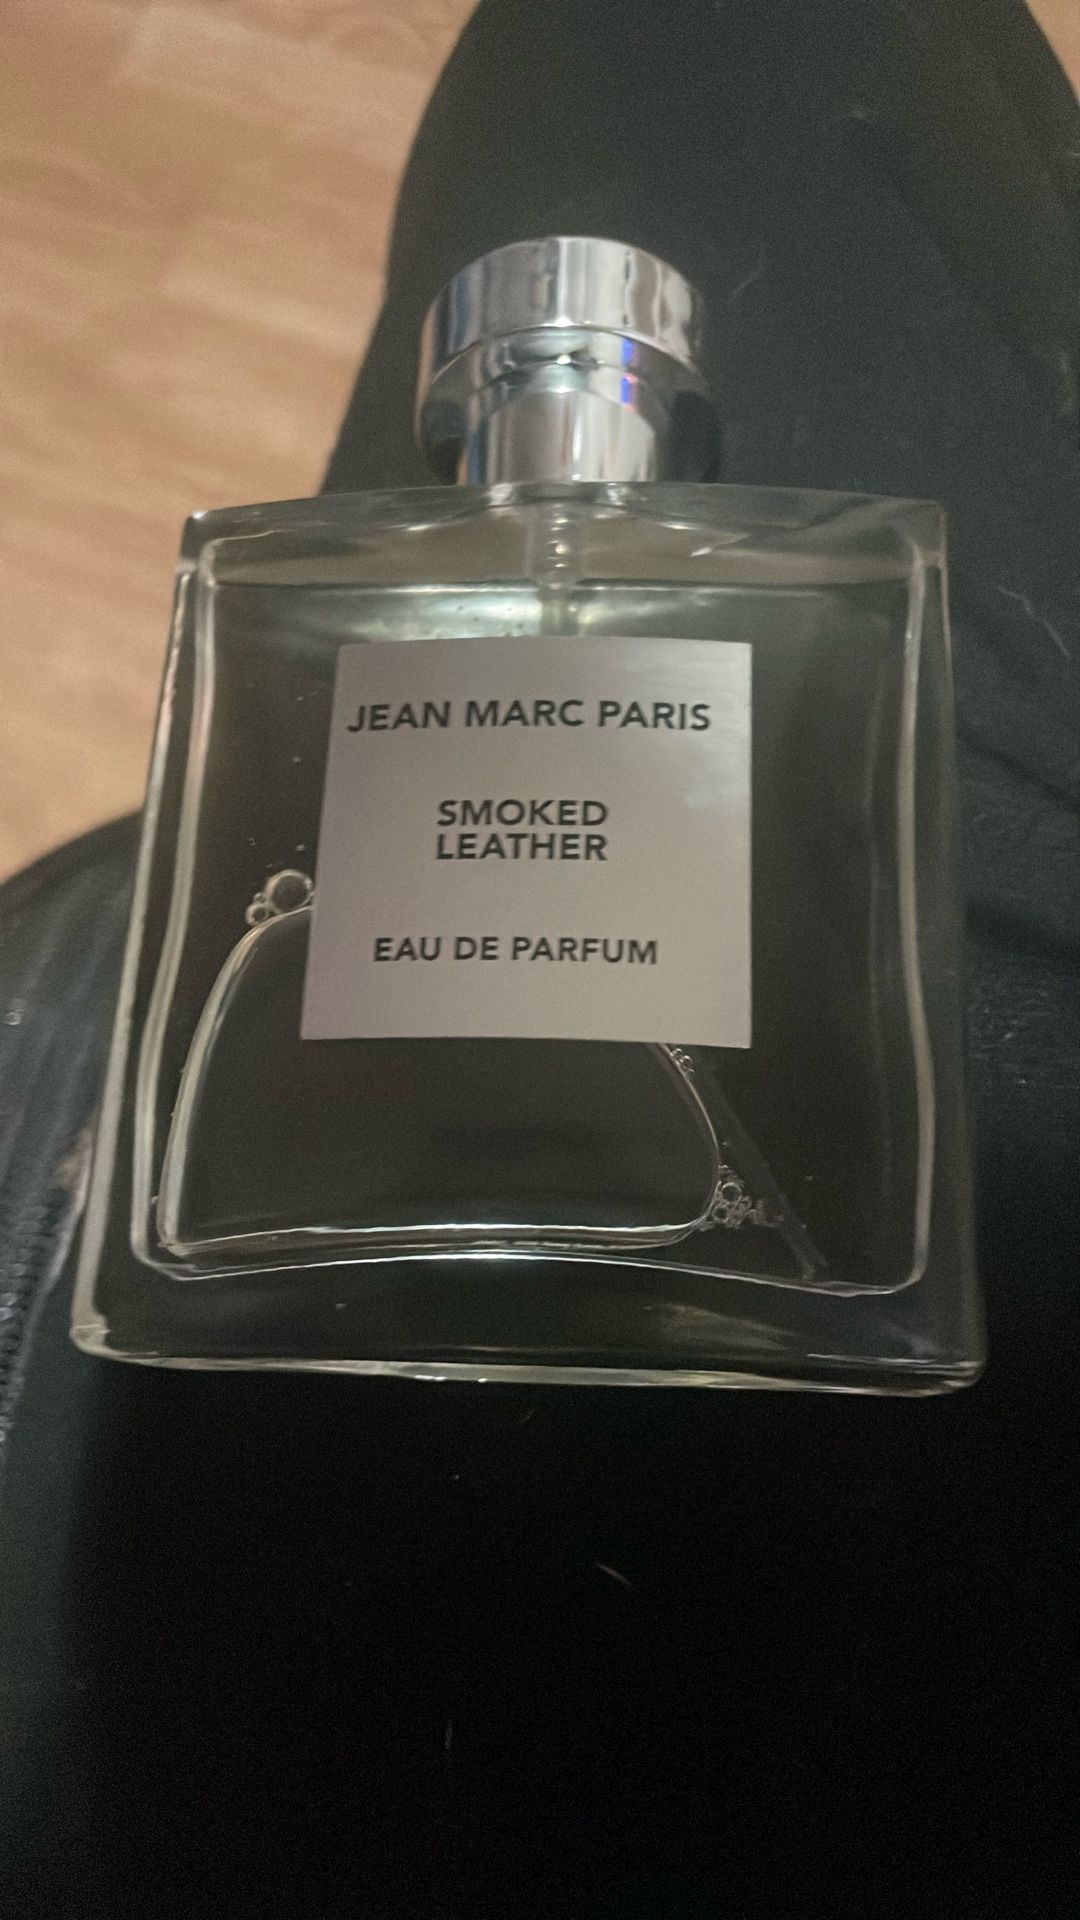 JEAN MARC PARIS
SMOKED
LEATHER
EAU DE PARFUM